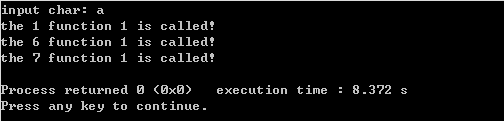 input char: a
the 1 function 1 is called!
the 6 function 1 is called!
the 7 function 1 is called!
Process returned 0 (0x0)   execution time : 8.372 s
Press any key to continue.